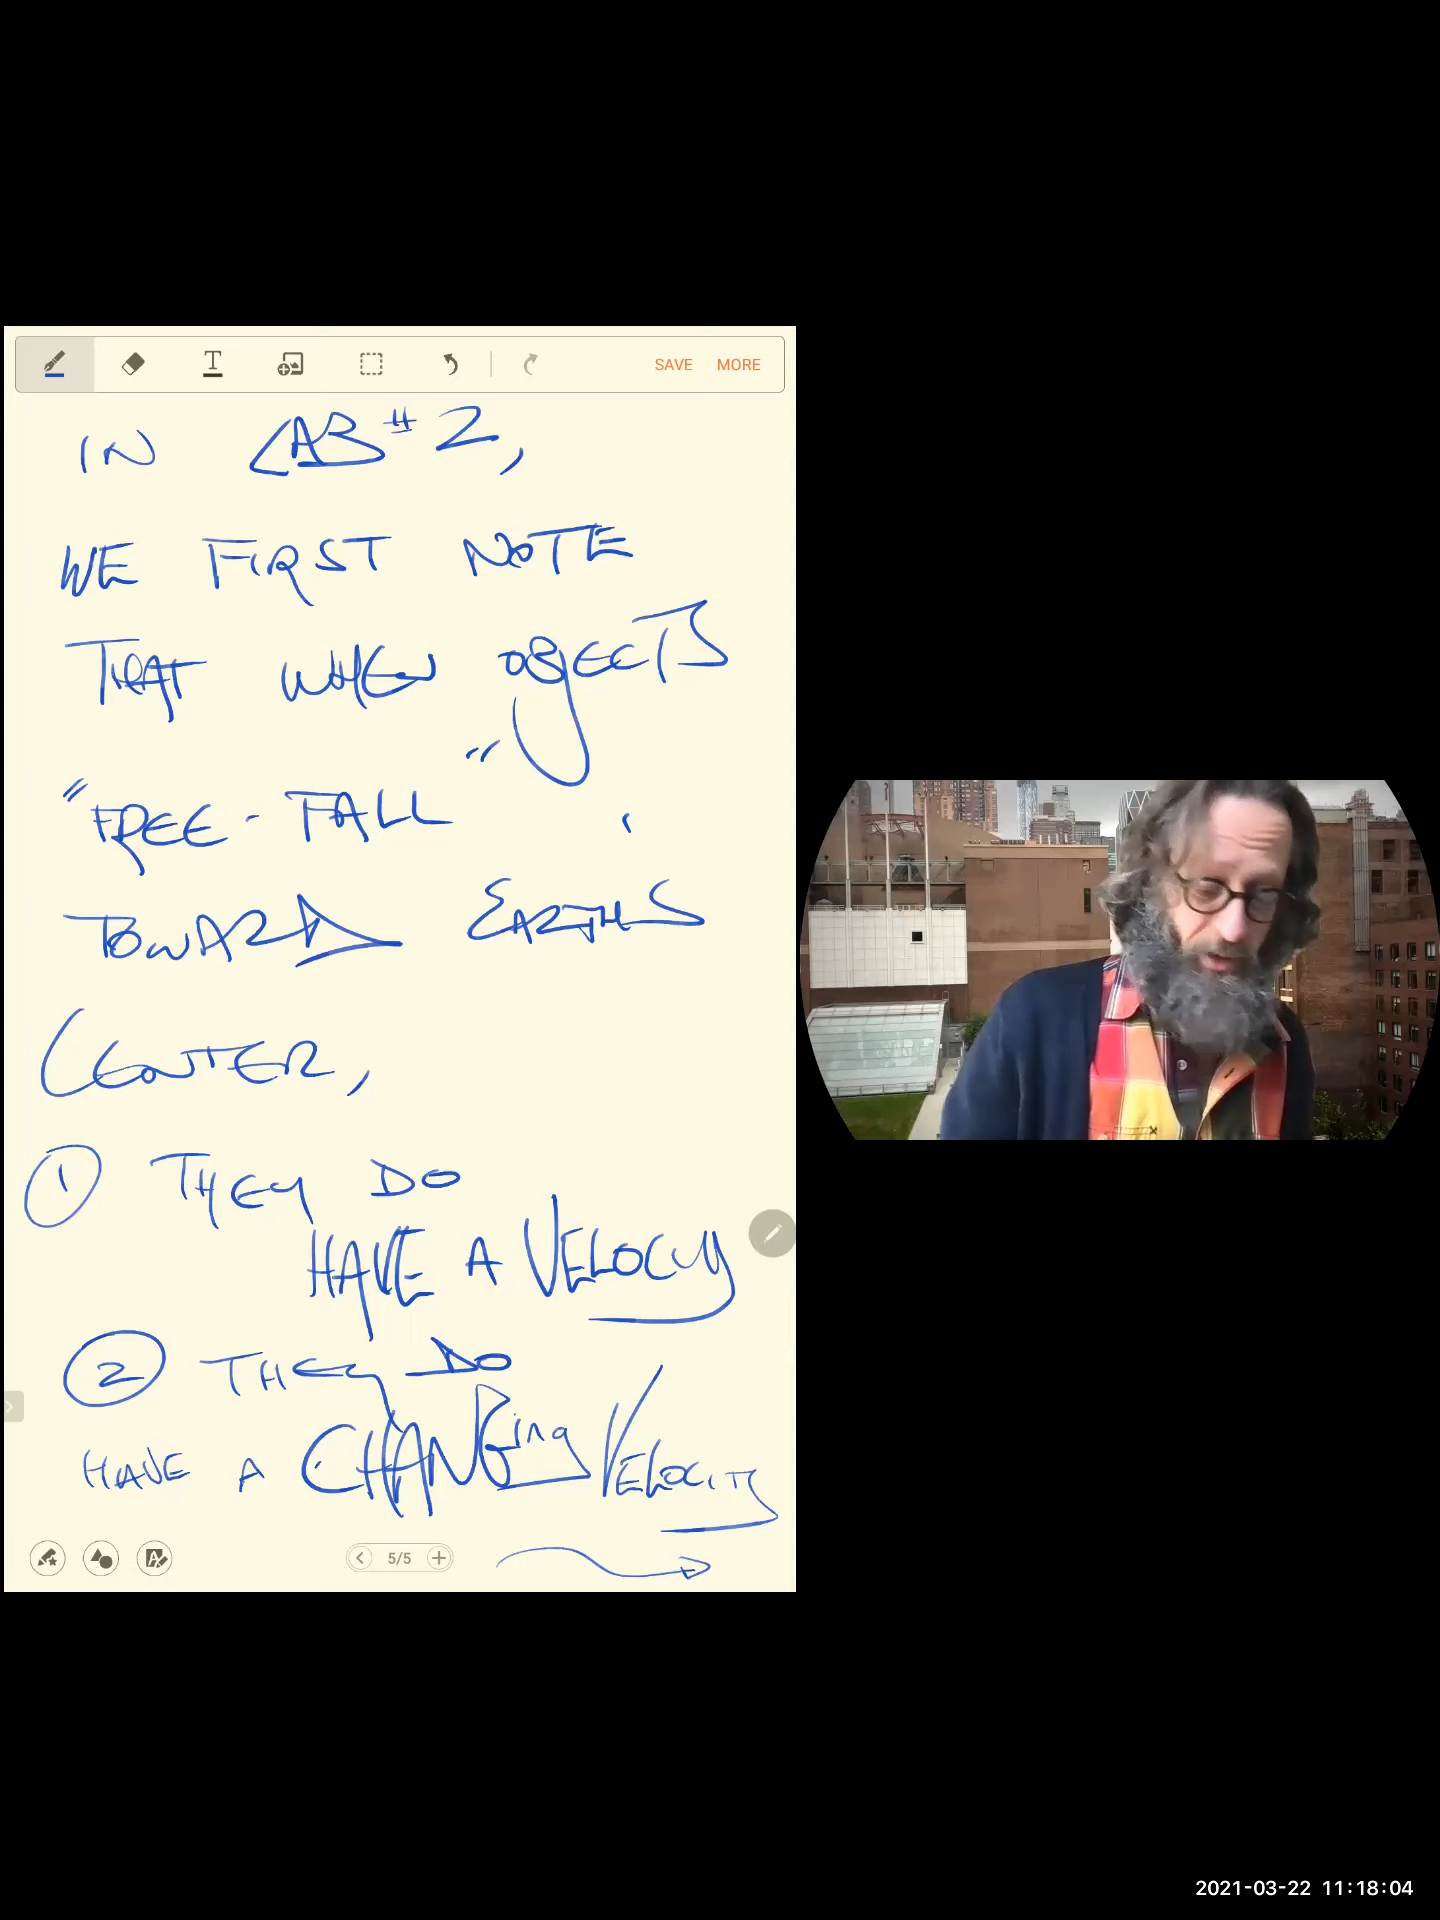 SAVE MORE
IN LAB #2,
WE FIRST NOTE
THAT WHEN OBJECTS
"FREE-FALL"
TOWARD EARTH'S
CENTER,
① THEY DO
HAVE A VELOCITY
② THEY DO
HAVE A CHANGing VELOCITY
5/5
2021-03-22 11:18:04